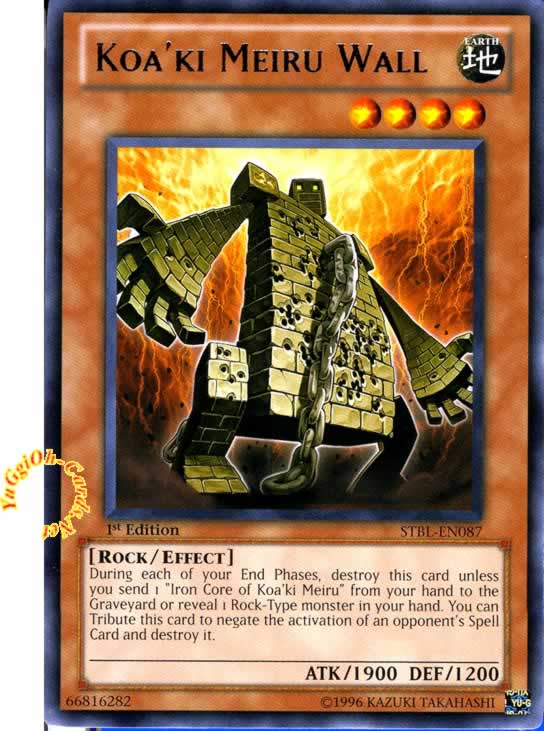 KOA'KI MEIRU WALL
EARTH
地
1st Edition
STBL-EN087
[ROCK/EFFECT]
During each of your End Phases, destroy this card unless
you send 1 "Iron Core of Koa'ki Meiru" from your hand to the
Graveyard or reveal 1 Rock-Type monster in your hand. You can
Tribute this card to negate the activation of an opponent's Spell
Card and destroy it.
ATK/1900 DEF/1200
66816282
©1996 KAZUKI TAKAHASHI
YuGgiOh-Cards.Net